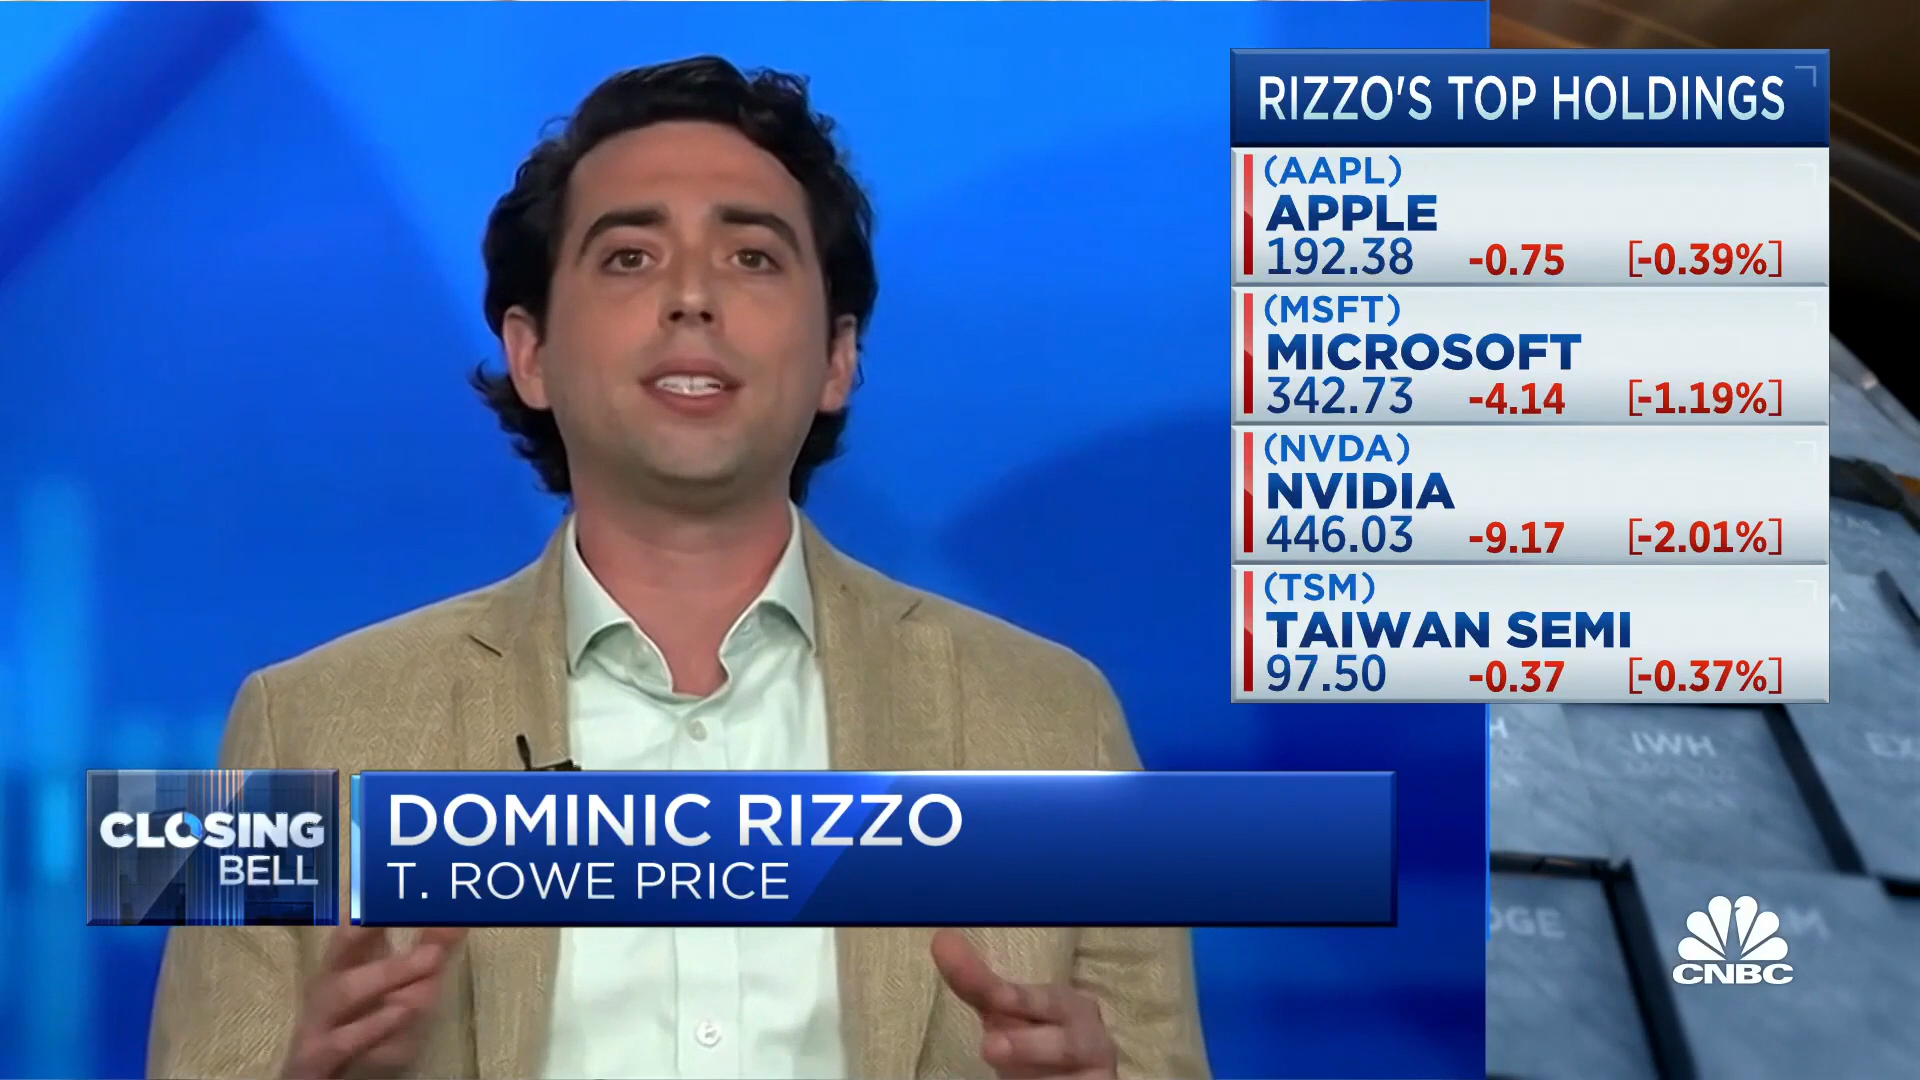 RIZZO'S TOP HOLDINGS
(AAPL)
APPLE
192.38 -0.75 [-0.39%]
(MSFT)
MICROSOFT
342.73 -4.14 [-1.19%]
(NVDA)
NVIDIA
446.03 -9.17 [-2.01%]
(TSM)
TAIWAN SEMI
97.50 -0.37 [-0.37%]
IWH
CLOSING
BELL
DOMINIC RIZZO
T. ROWE PRICE
CNBC